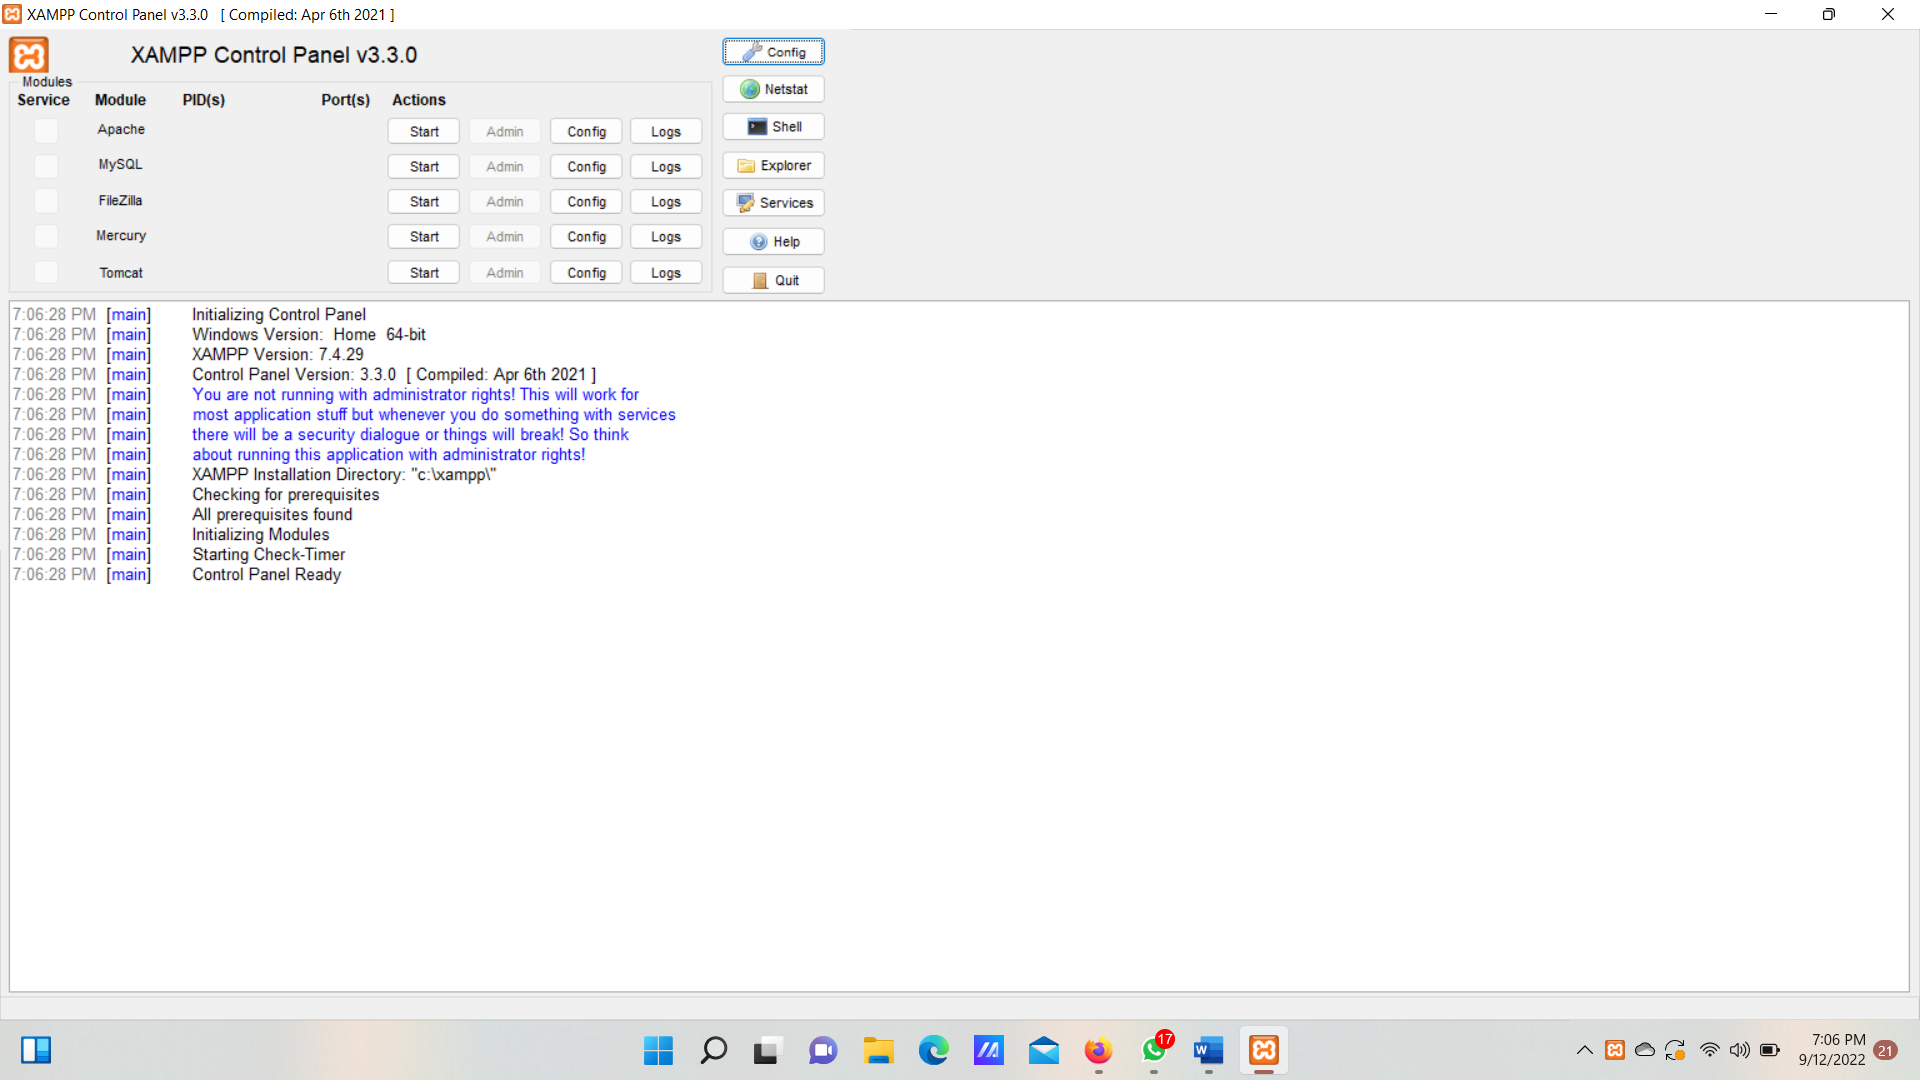 XAMPP Control Panel v3.3.0   [ Compiled: Apr 6th 2021 ]
XAMPP Control Panel v3.3.0
Config
Modules
Service Module PID(s) Port(s) Actions
Netstat
Apache Start Admin Config Logs
Shell
MySQL Start Admin Config Logs
Explorer
FileZilla Start Admin Config Logs
Services
Mercury Start Admin Config Logs
Help
Tomcat Start Admin Config Logs
Quit
7:06:28 PM [main] Initializing Control Panel
7:06:28 PM [main] Windows Version:  Home  64-bit
7:06:28 PM [main] XAMPP Version: 7.4.29
7:06:28 PM [main] Control Panel Version: 3.3.0  [ Compiled: Apr 6th 2021 ]
7:06:28 PM [main] You are not running with administrator rights! This will work for
7:06:28 PM [main] most application stuff but whenever you do something with services
7:06:28 PM [main] there will be a security dialogue or things will break! So think
7:06:28 PM [main] about running this application with administrator rights!
7:06:28 PM [main] XAMPP Installation Directory: "c:\xampp\"
7:06:28 PM [main] Checking for prerequisites
7:06:28 PM [main] All prerequisites found
7:06:28 PM [main] Initializing Modules
7:06:28 PM [main] Starting Check-Timer
7:06:28 PM [main] Control Panel Ready
17
W
7:06 PM
9/12/2022
21